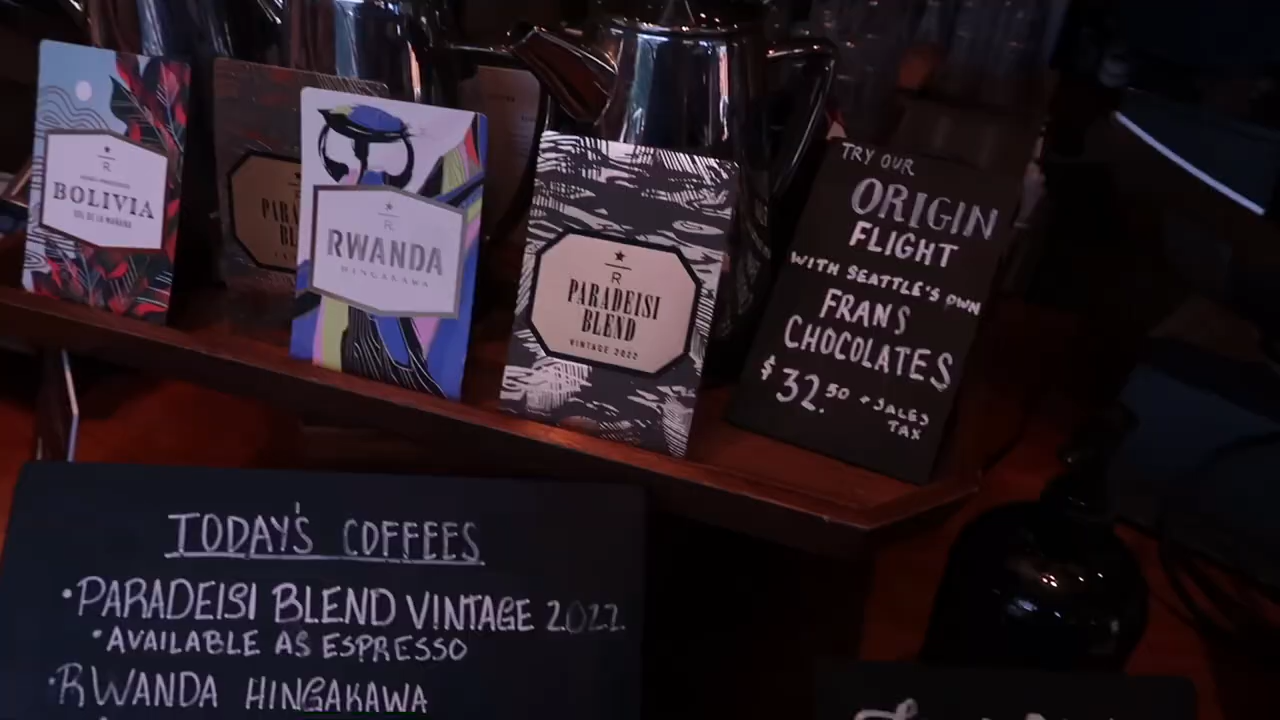 R
BOLIVIA
SOL DE LA MAÑANA
R
RWANDA
HINGAKAWA
R
PARADEISI
BLEND
VINTAGE 2022
TRY OUR
ORIGIN
FLIGHT
WITH SEATTLE'S OWN
FRANS
CHOCOLATES
$32.50 + SALES
TAX
TODAY'S COFFEES
•PARADEISI BLEND VINTAGE 2022
•AVAILABLE AS ESPRESSO
•RWANDA HINGAKAWA